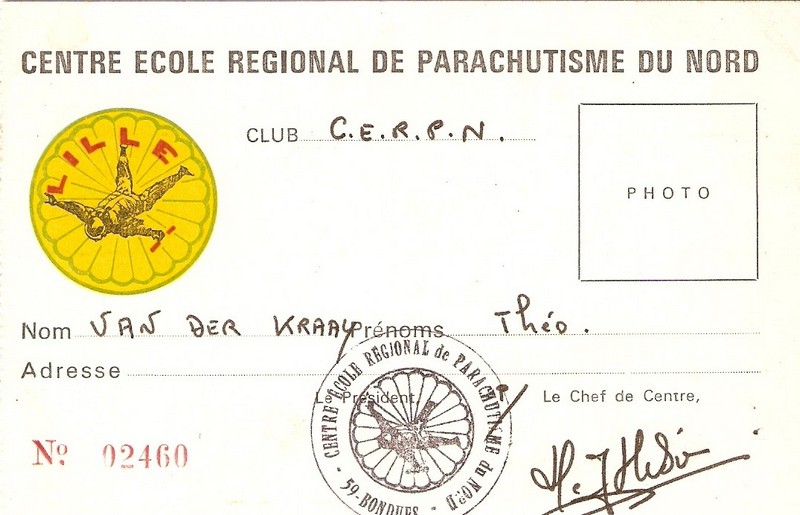 CENTRE ECOLE REGIONAL DE PARACHUTISME DU NORD
LILLE
CLUB C.E.R.P.N.
PHOTO
Nom VAN DER KRAAY Prénoms Théo.
Adresse
Le Président, P/ Le Chef de Centre,
CENTRE ECOLE REGIONAL de PARACHUTISME du NORD
- 59-BONDUES -
Nº 02460